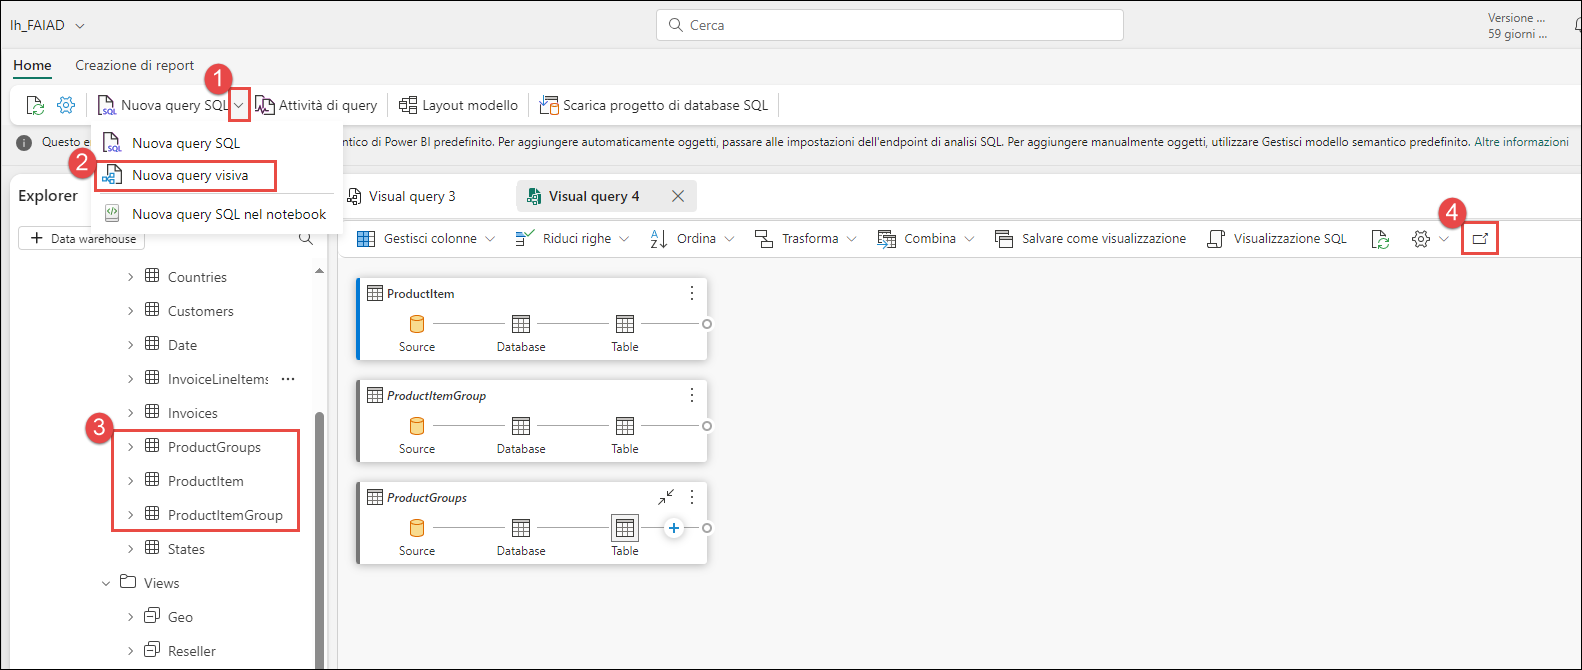 lh_FAIAD
Cerca
Versione ...
59 giorni ...
Home
Creazione di report
1
Nuova query SQL
Attività di query
Layout modello
Scarica progetto di database SQL
Questo e
ntico di Power BI predefinito. Per aggiungere automaticamente oggetti, passare alle impostazioni dell'endpoint di analisi SQL. Per aggiungere manualmente oggetti, utilizzare Gestisci modello semantico predefinito. Altre informazioni
Nuova query SQL
2
Nuova query visiva
Nuova query SQL nel notebook
Explorer
+ Data warehouse
Visual query 3
Visual query 4
4
Gestisci colonne
Riduci righe
Ordina
Trasforma
Combina
Salvare come visualizzazione
Visualizzazione SQL
Countries
Customers
Date
InvoiceLineItems ...
Invoices
3
ProductGroups
ProductItem
ProductItemGroup
States
Views
Geo
Reseller
ProductItem
Source
Database
Table
ProductItemGroup
Source
Database
Table
ProductGroups
Source
Database
Table